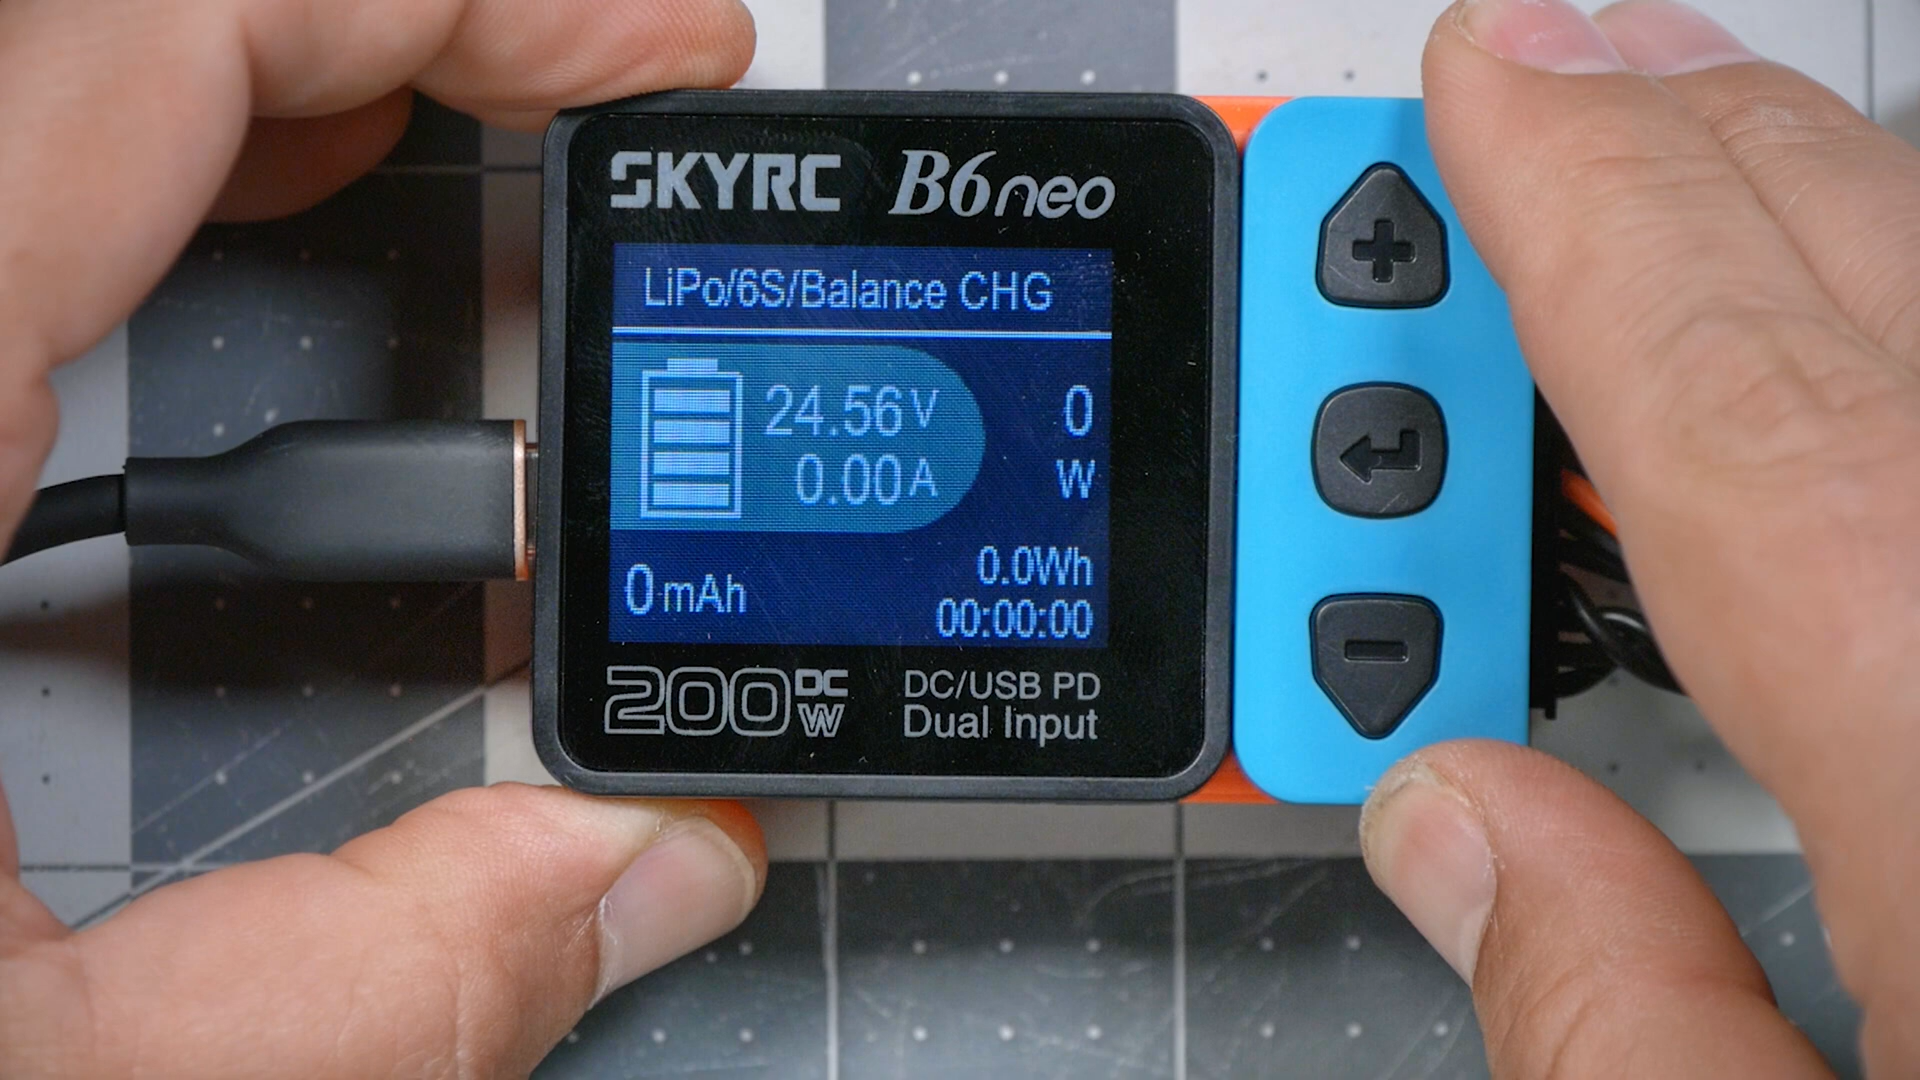 SKYRC B6neo
LiPo/6S/Balance CHG
24.56V
0.00A
0
W
0mAh
0.0Wh
00:00:00
200 DC W
DC/USB PD
Dual Input